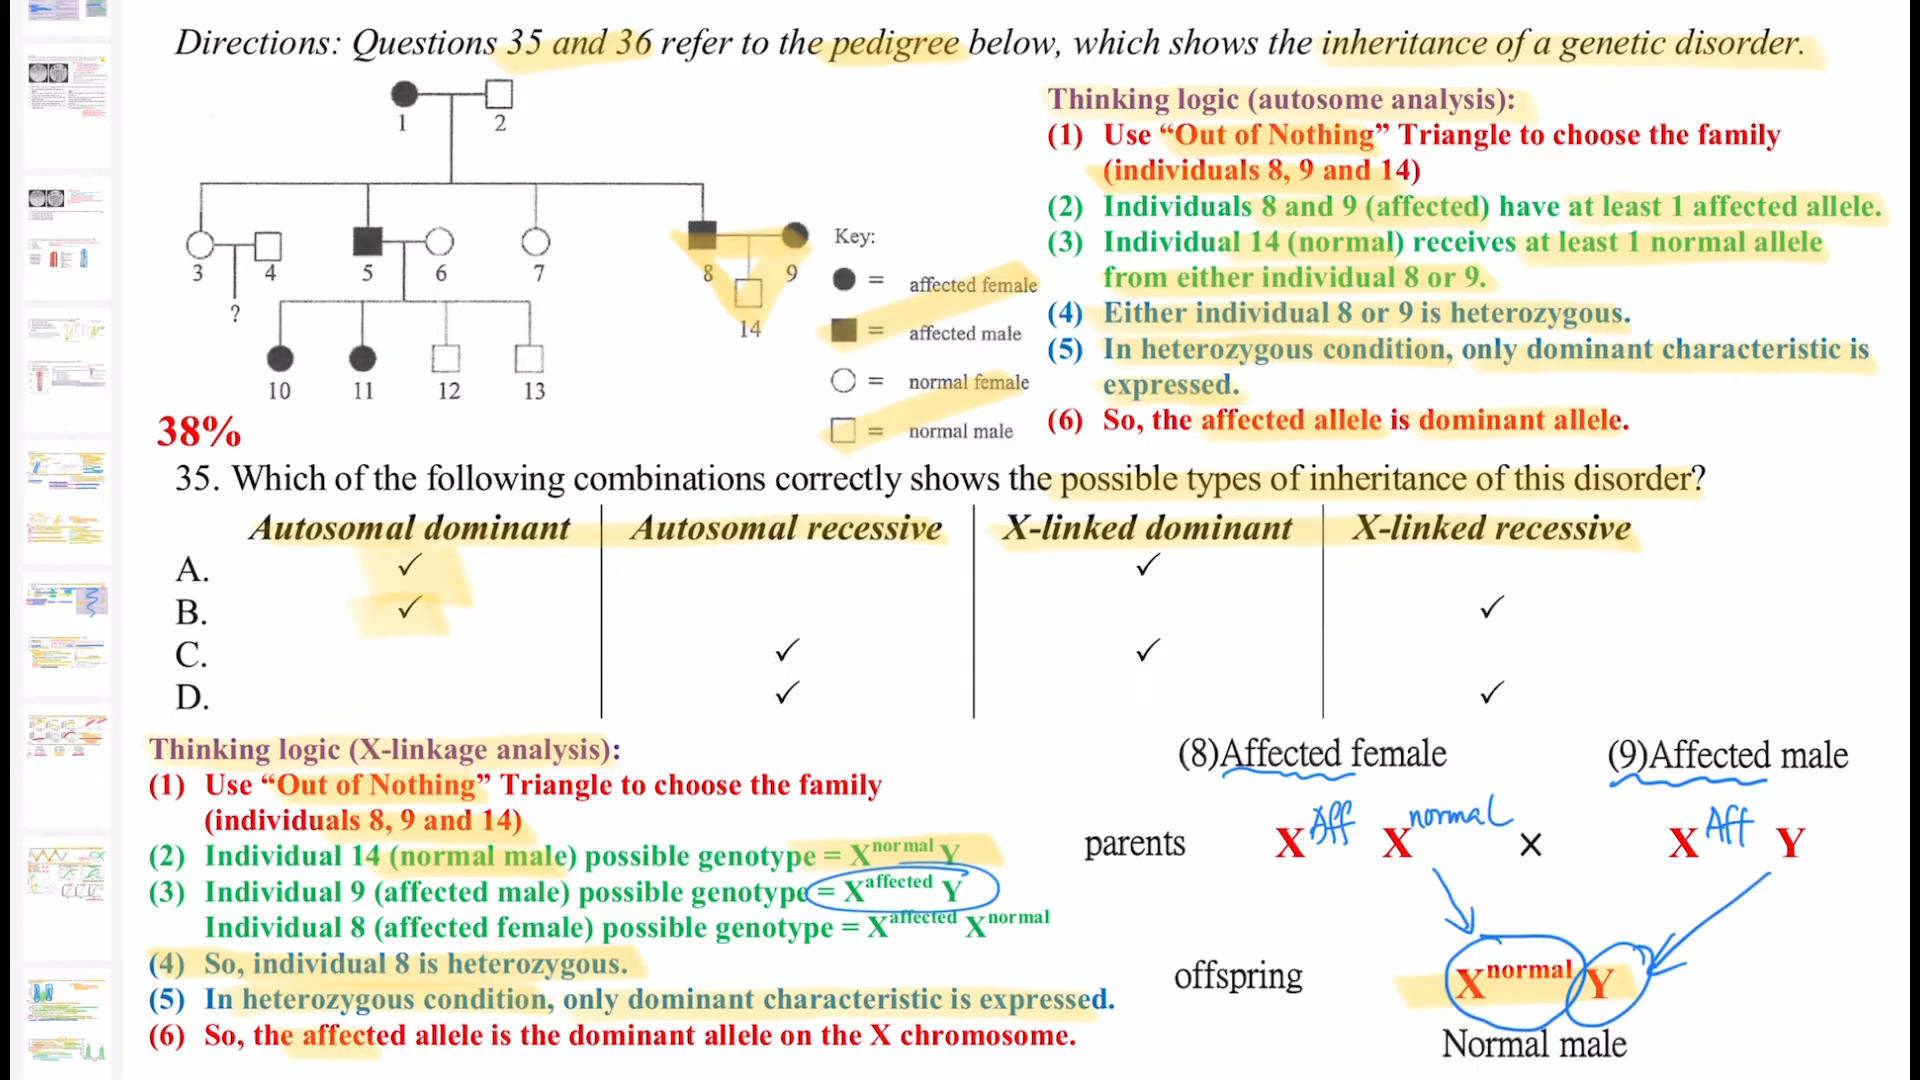 Directions: Questions 35 and 36 refer to the pedigree below, which shows the inheritance of a genetic disorder.
1 2
3 4 5 6 7 8 9
?
14
10 11 12 13
Key:
= affected female
= affected male
= normal female
= normal male
Thinking logic (autosome analysis):
(1) Use “Out of Nothing” Triangle to choose the family
(individuals 8, 9 and 14)
(2) Individuals 8 and 9 (affected) have at least 1 affected allele.
(3) Individual 14 (normal) receives at least 1 normal allele
from either individual 8 or 9.
(4) Either individual 8 or 9 is heterozygous.
(5) In heterozygous condition, only dominant characteristic is
expressed.
(6) So, the affected allele is dominant allele.
38%
35. Which of the following combinations correctly shows the possible types of inheritance of this disorder?
Autosomal dominant Autosomal recessive X-linked dominant X-linked recessive
A. ✓ ✓
B. ✓ ✓
C. ✓ ✓
D. ✓ ✓
Thinking logic (X-linkage analysis):
(1) Use “Out of Nothing” Triangle to choose the family
(individuals 8, 9 and 14)
(2) Individual 14 (normal male) possible genotype = X^normal Y
(3) Individual 9 (affected male) possible genotype = X^affected Y
Individual 8 (affected female) possible genotype = X^affected X^normal
(4) So, individual 8 is heterozygous.
(5) In heterozygous condition, only dominant characteristic is expressed.
(6) So, the affected allele is the dominant allele on the X chromosome.
(8)Affected female (9)Affected male
parents X^Aff X^normal × X^Aff Y
offspring X^normal Y
Normal male